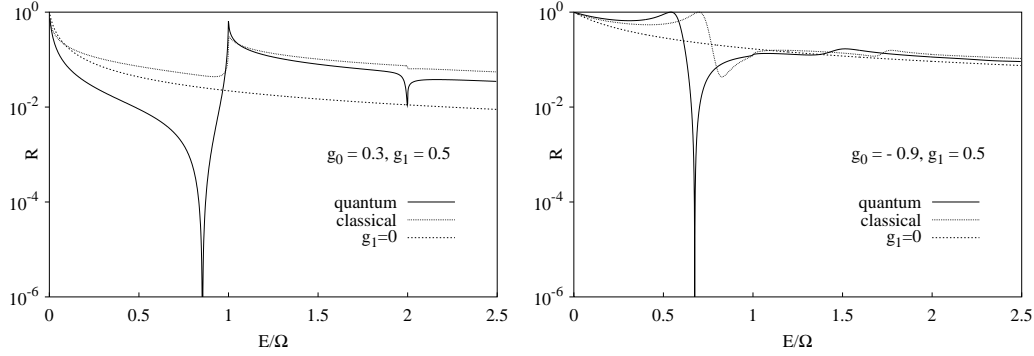 10^0
10^-2
R
10^-4
10^-6
g_0 = 0.3, g_1 = 0.5
quantum
classical
g_1=0
0 0.5 1 1.5 2 2.5
E/Ω
10^0
10^-2
R
10^-4
10^-6
g_0 = - 0.9, g_1 = 0.5
quantum
classical
g_1=0
0 0.5 1 1.5 2 2.5
E/Ω